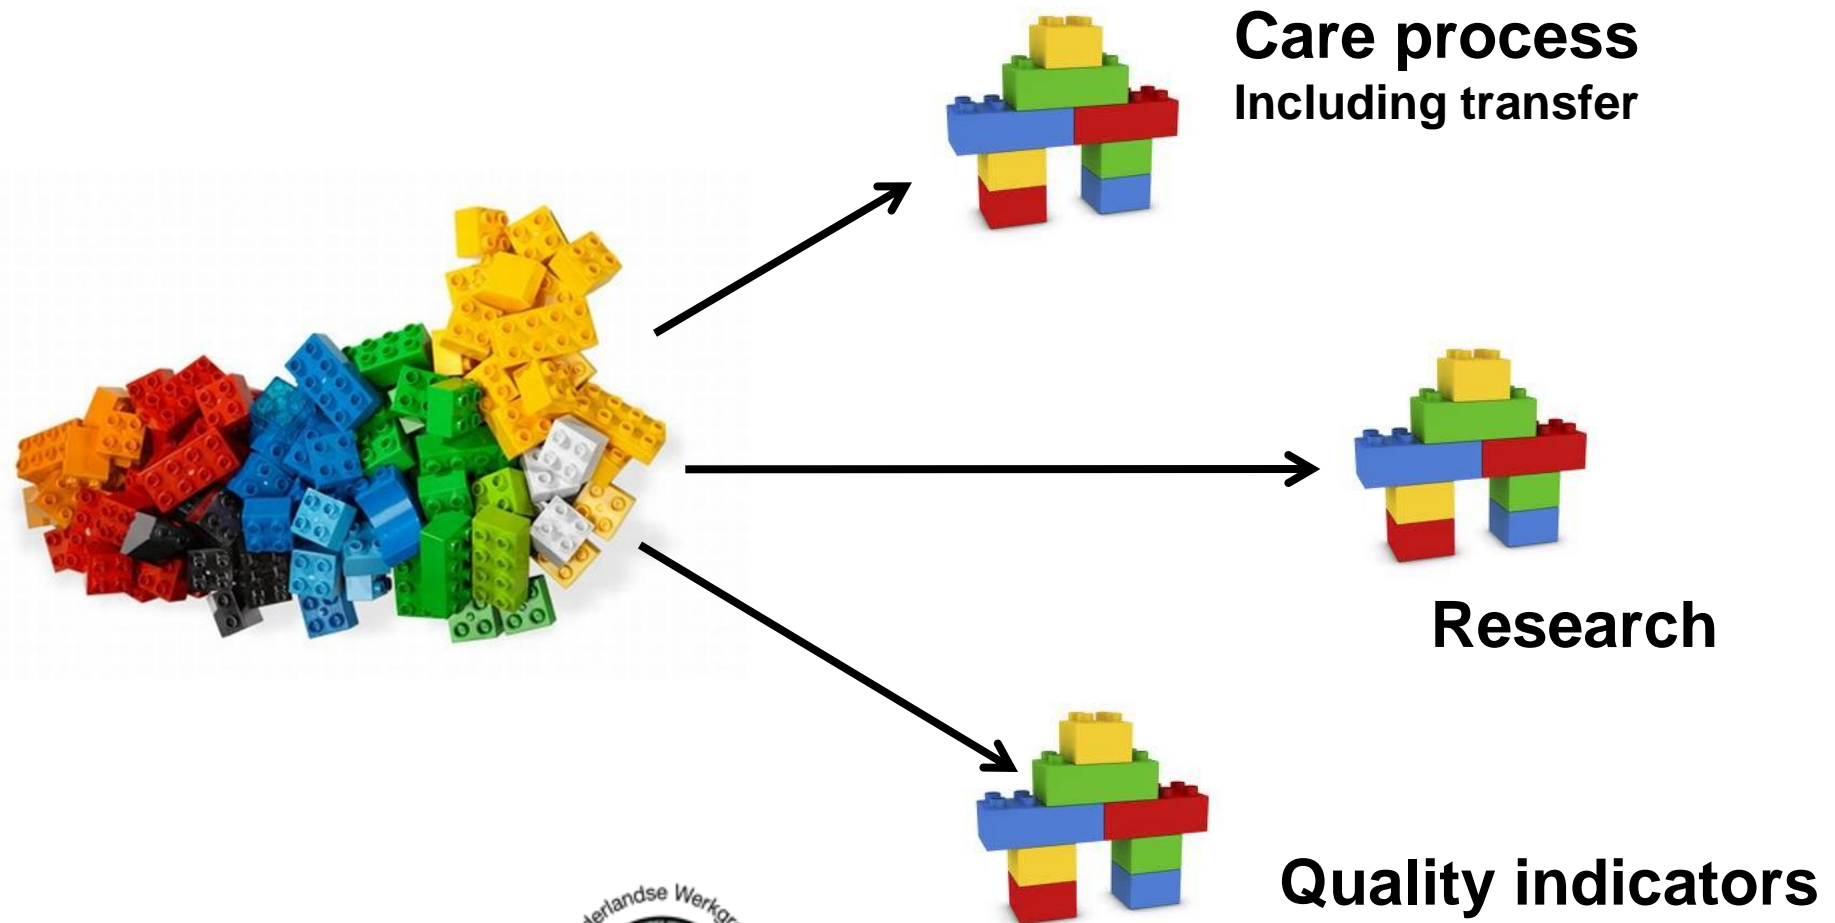 Care process
Including transfer
Research
Quality indicators